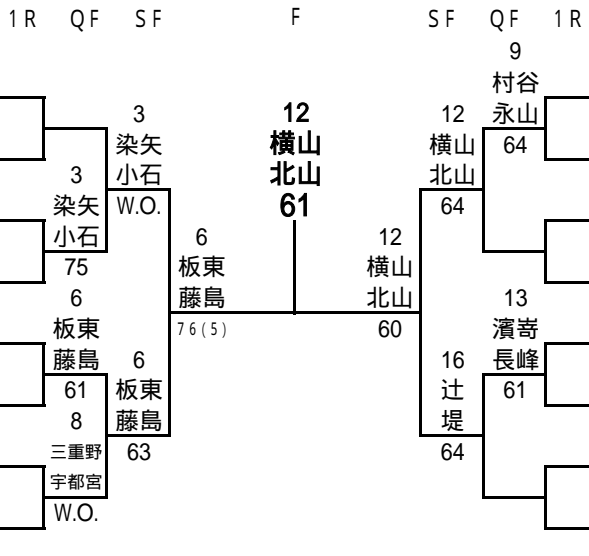 1R QF SF F SF QF 1R
9
村谷
永山
64
3
染矢
小石
W.O.
12
横山
北山
61
12
横山
北山
64
3
染矢
小石
75
6
板東
藤島
76(5)
12
横山
北山
60
6
板東
藤島
61
13
濱嵜
長峰
61
6
板東
藤島
63
16
辻
堤
64
8
三重野
宇都宮
W.O.